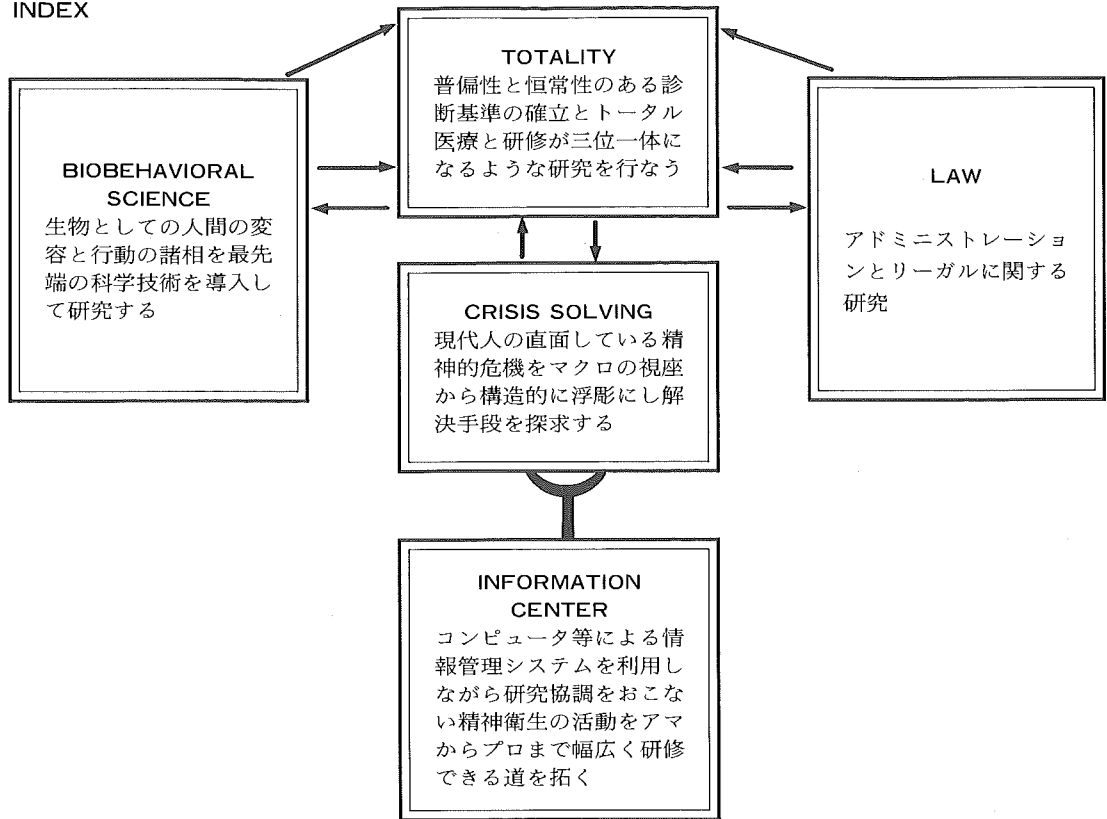 INDEX
TOTALITY
普偏性と恒常性のある診
断基準の確立とトータル
医療と研修が三位一体に
なるような研究を行なう
BIOBEHAVIORAL
SCIENCE
生物としての人間の変
容と行動の諸相を最先
端の科学技術を導入し
て研究する
LAW
アドミニストレーショ
ンとリーガルに関する
研究
CRISIS SOLVING
現代人の直面している精
神的危機をマクロの視座
から構造的に浮彫にし解
決手段を探求する
INFORMATION
CENTER
コンピュータ等による情
報管理システムを利用し
ながら研究協調をおこな
い精神衛生の活動をアマ
からプロまで幅広く研修
できる道を拓く